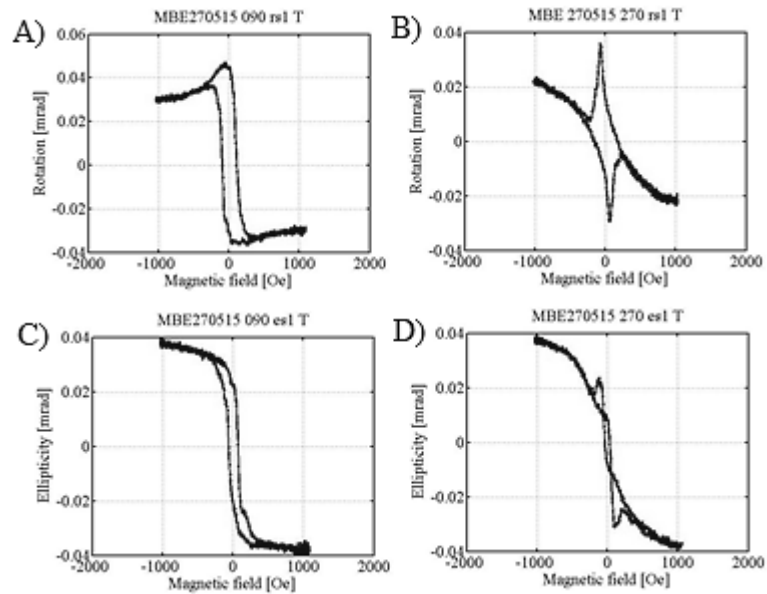 A)
MBE270515 090 rs1 T
0.06
0.04
0.02
0
-0.02
-0.04
Rotation [mrad]
-2000 -1000 0 1000 2000
Magnetic field [Oe]
B)
MBE 270515 270 rs1 T
0.04
0.02
0
-0.02
-0.04
Rotation [mrad]
-2000 -1000 0 1000 2000
Magnetic field [Oe]
C)
MBE270515 090 es1 T
0.04
0.02
0
-0.02
-0.04
Ellipticity [mrad]
-2000 -1000 0 1000 2000
Magnetic field [Oe]
D)
MBE270515 270 es1 T
0.04
0.02
0
-0.02
-0.04
Ellipticity [mrad]
-2000 -1000 0 1000 2000
Magnetic field [Oe]